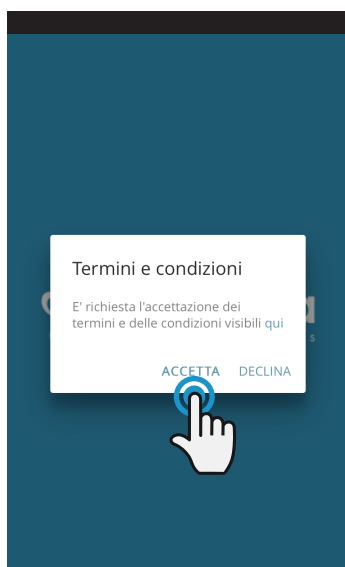 Termini e condizioni
E' richiesta l'accettazione dei
termini e delle condizioni visibili qui
ACCETTA DECLINA